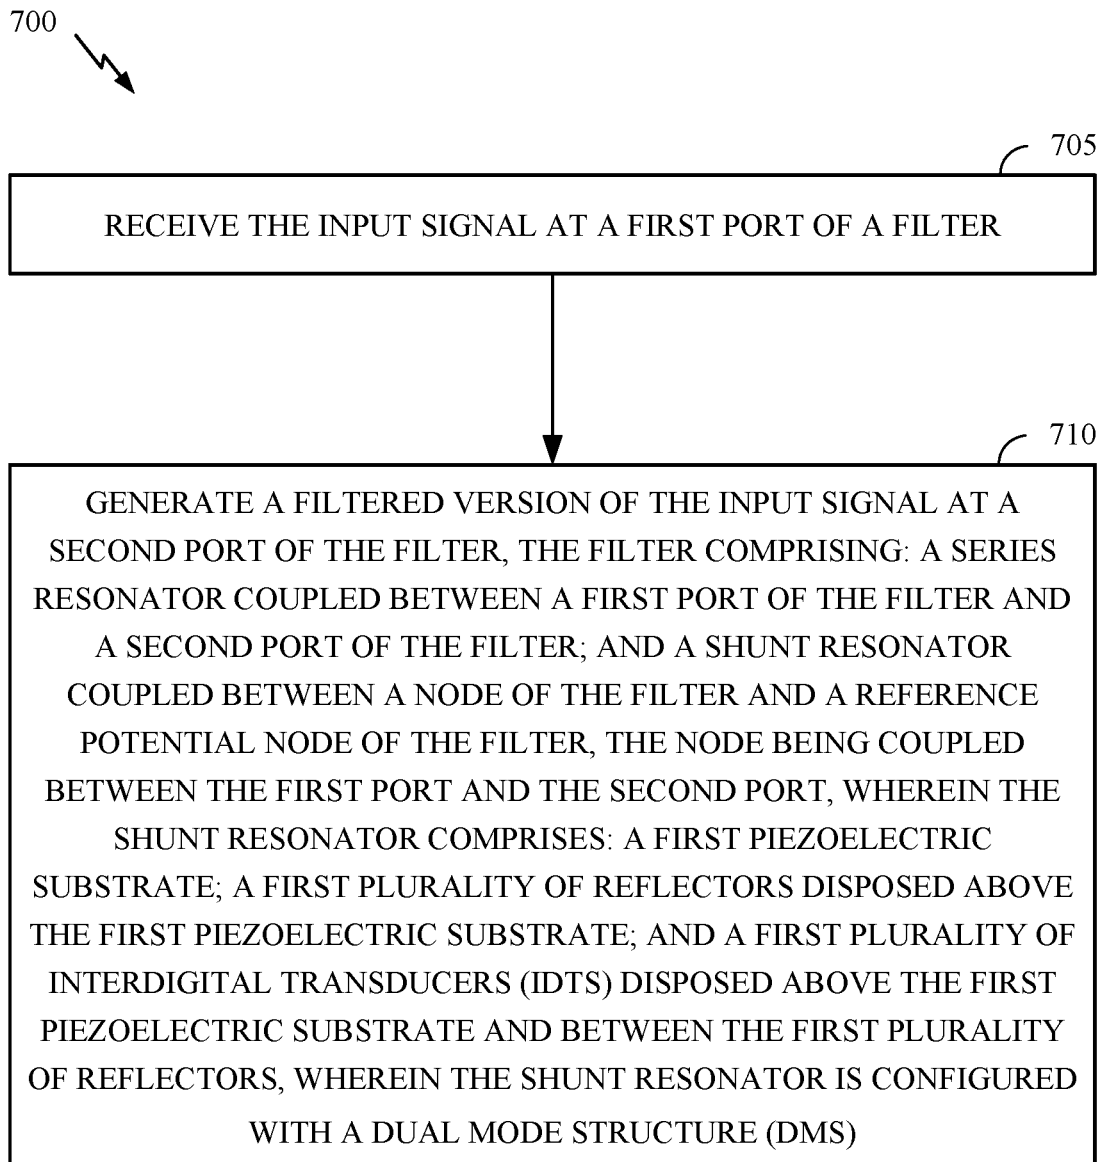 700
705
RECEIVE THE INPUT SIGNAL AT A FIRST PORT OF A FILTER
710
GENERATE A FILTERED VERSION OF THE INPUT SIGNAL AT A
SECOND PORT OF THE FILTER, THE FILTER COMPRISING: A SERIES
RESONATOR COUPLED BETWEEN A FIRST PORT OF THE FILTER AND
A SECOND PORT OF THE FILTER; AND A SHUNT RESONATOR
COUPLED BETWEEN A NODE OF THE FILTER AND A REFERENCE
POTENTIAL NODE OF THE FILTER, THE NODE BEING COUPLED
BETWEEN THE FIRST PORT AND THE SECOND PORT, WHEREIN THE
SHUNT RESONATOR COMPRISES: A FIRST PIEZOELECTRIC
SUBSTRATE; A FIRST PLURALITY OF REFLECTORS DISPOSED ABOVE
THE FIRST PIEZOELECTRIC SUBSTRATE; AND A FIRST PLURALITY OF
INTERDIGITAL TRANSDUCERS (IDTS) DISPOSED ABOVE THE FIRST
PIEZOELECTRIC SUBSTRATE AND BETWEEN THE FIRST PLURALITY
OF REFLECTORS, WHEREIN THE SHUNT RESONATOR IS CONFIGURED
WITH A DUAL MODE STRUCTURE (DMS)